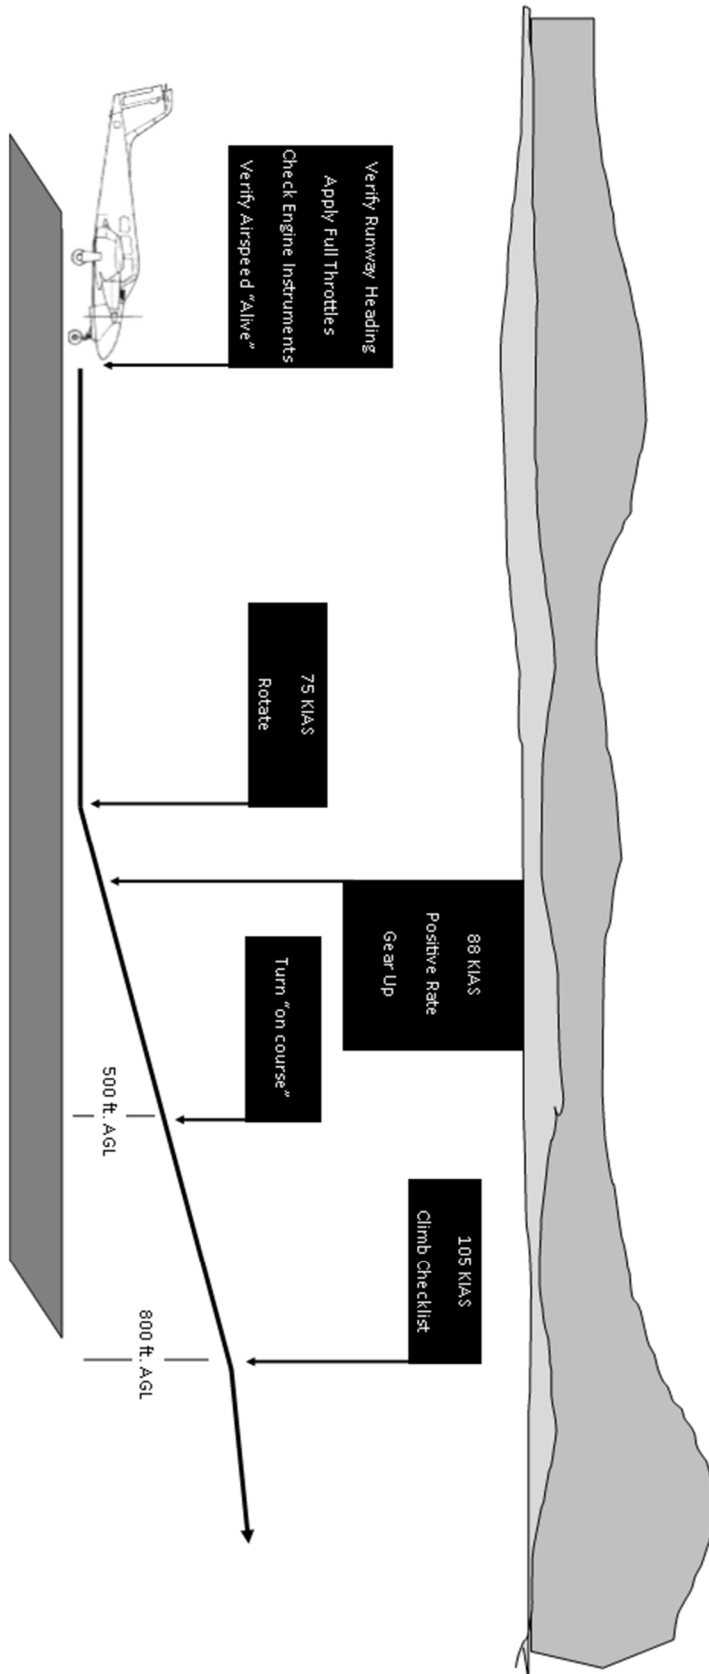 Verify Runway Heading
Apply Full Throttles
Check Engine Instruments
Verify Airspeed “Alive”
75 KIAS
Rotate
88 KIAS
Positive Rate
Gear Up
Turn “on course”
500 ft. AGL
105 KIAS
Climb Checklist
800 ft. AGL